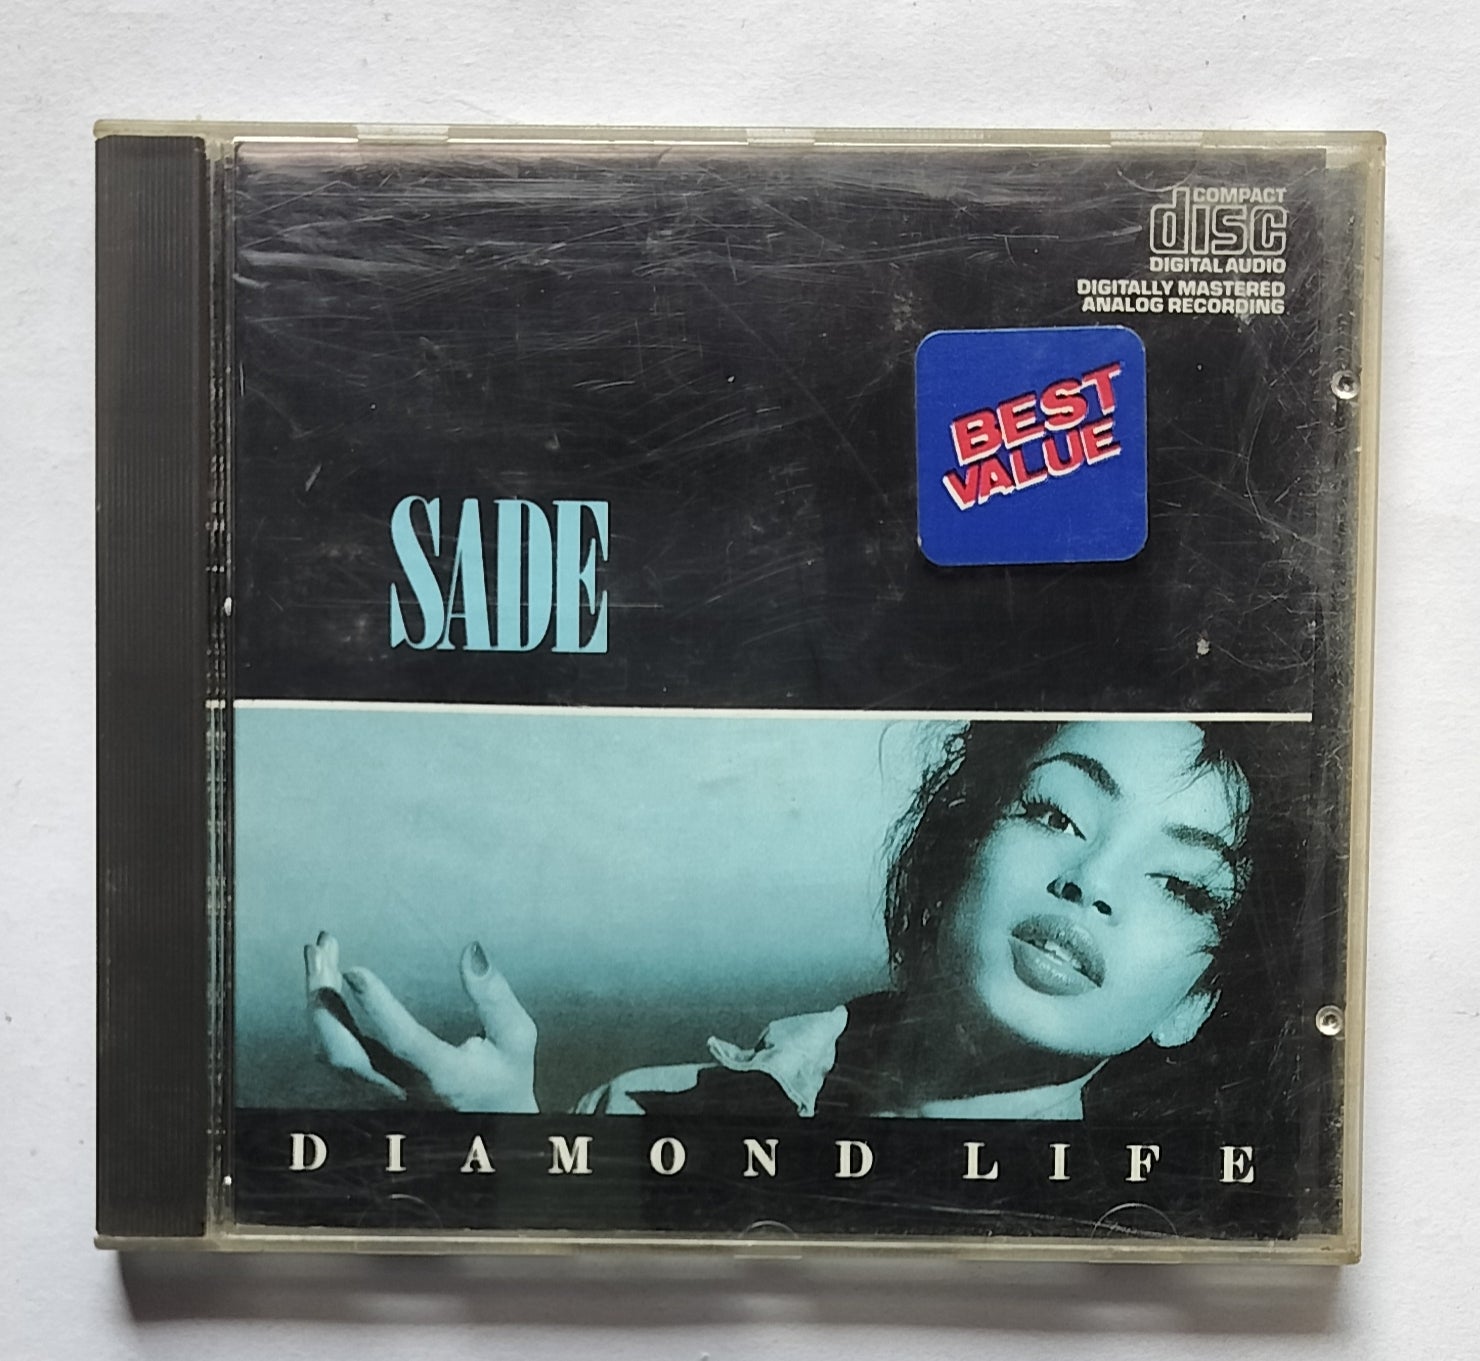 COMPACT
disc
DIGITAL AUDIO
DIGITALLY MASTERED
ANALOG RECORDING
BEST
VALUE
SADE
DIAMOND LIFE